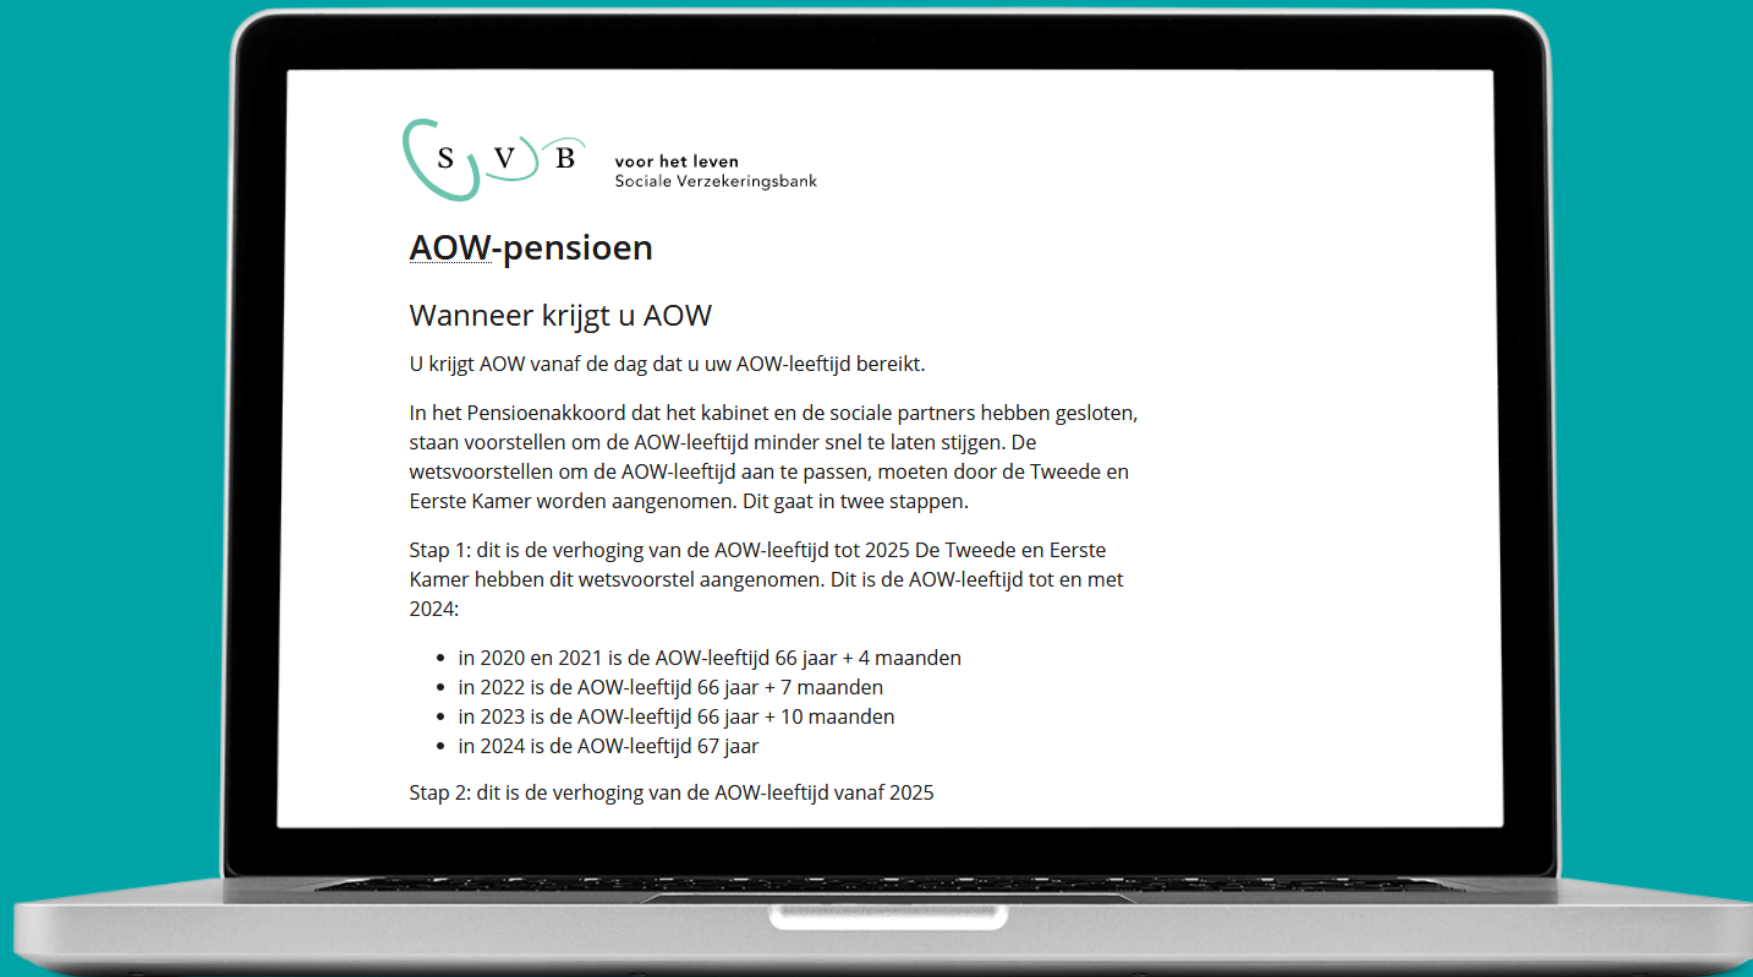 S V B
voor het leven
Sociale Verzekeringsbank
AOW-pensioen
Wanneer krijgt u AOW
U krijgt AOW vanaf de dag dat u uw AOW-leeftijd bereikt.
In het Pensioenakkoord dat het kabinet en de sociale partners hebben gesloten,
staan voorstellen om de AOW-leeftijd minder snel te laten stijgen. De
wetsvoorstellen om de AOW-leeftijd aan te passen, moeten door de Tweede en
Eerste Kamer worden aangenomen. Dit gaat in twee stappen.
Stap 1: dit is de verhoging van de AOW-leeftijd tot 2025 De Tweede en Eerste
Kamer hebben dit wetsvoorstel aangenomen. Dit is de AOW-leeftijd tot en met
2024:
• in 2020 en 2021 is de AOW-leeftijd 66 jaar + 4 maanden
• in 2022 is de AOW-leeftijd 66 jaar + 7 maanden
• in 2023 is de AOW-leeftijd 66 jaar + 10 maanden
• in 2024 is de AOW-leeftijd 67 jaar
Stap 2: dit is de verhoging van de AOW-leeftijd vanaf 2025